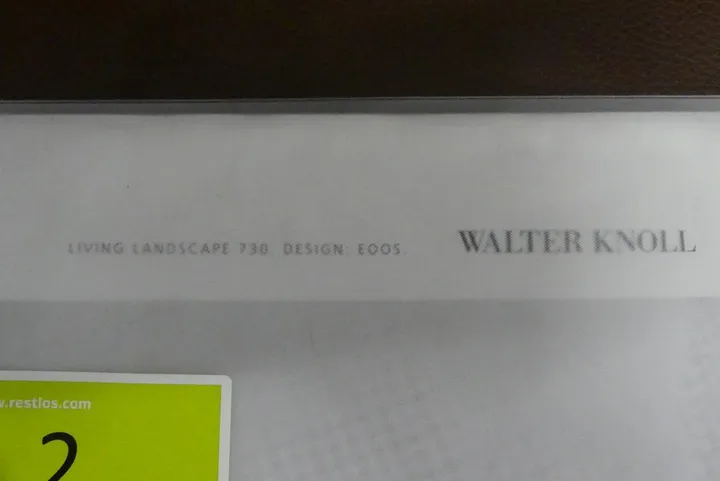 LIVING LANDSCAPE 730. DESIGN: EOOS.
WALTER KNOLL
w.restlos.com
2